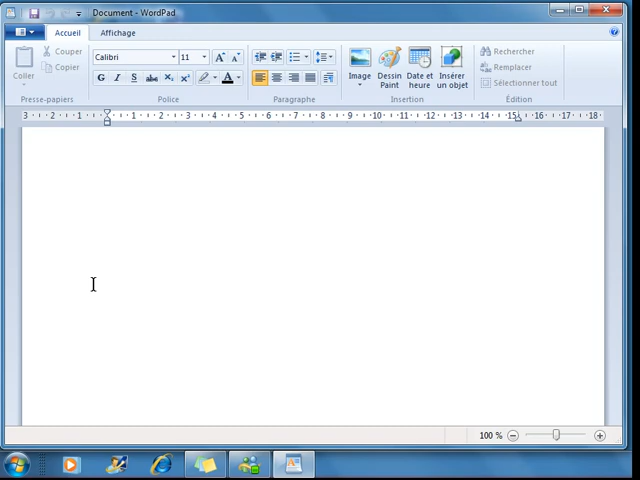 Document - WordPad
Accueil Affichage
Coller
Couper
Copier
Presse-papiers
Calibri 11 A A
G I S abc X₂ X² A
Police
Paragraphe
Image
Dessin Paint
Date et heure
Insérer un objet
Insertion
Rechercher
Remplacer
Sélectionner tout
Édition
3 2 1 1 2 3 4 5 6 7 8 9 10 11 12 13 14 15 16 17 18
100 %